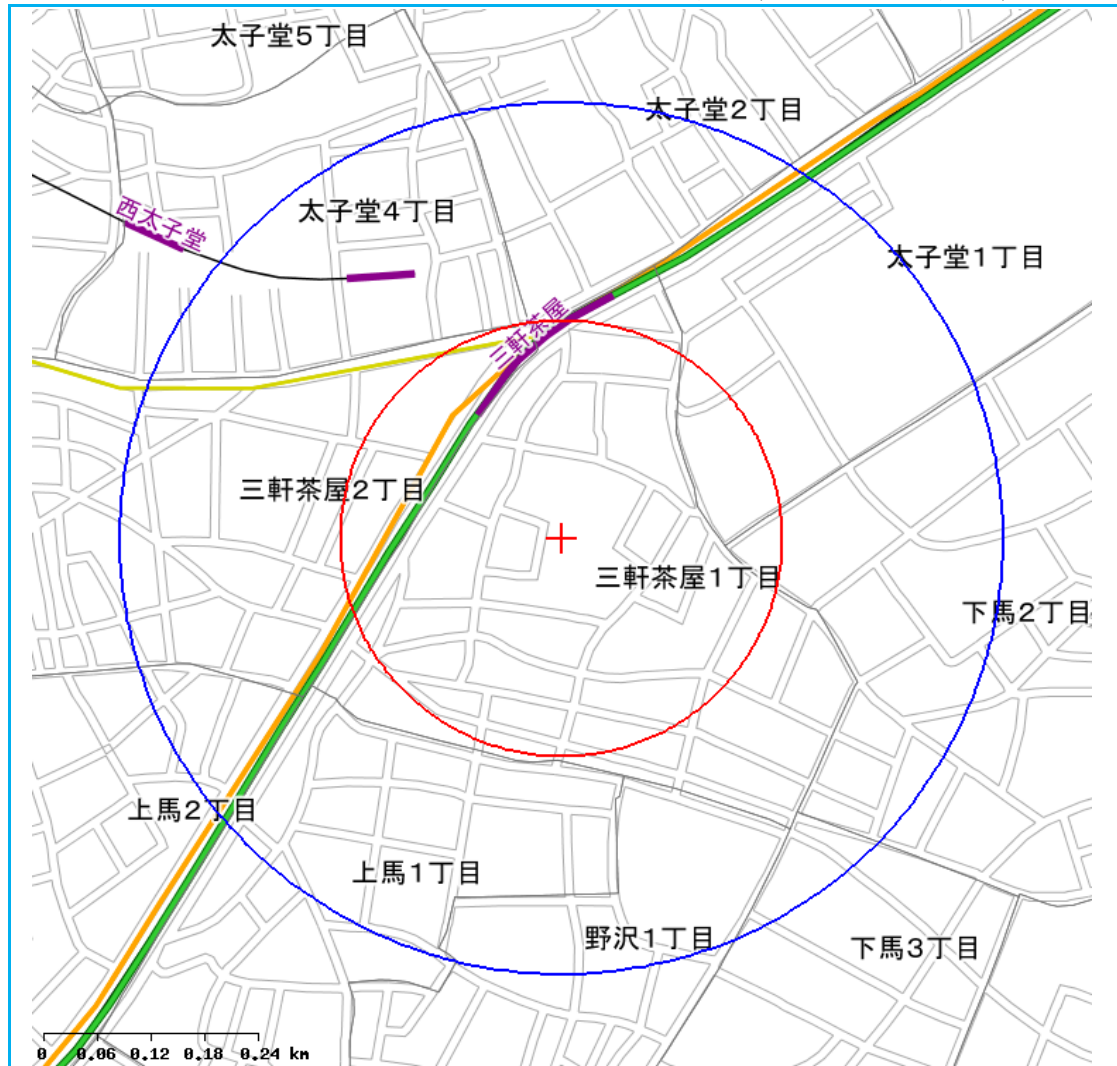 太子堂5丁目
太子堂2丁目
太子堂4丁目
西太子堂
太子堂1丁目
三軒茶屋
三軒茶屋2丁目
三軒茶屋1丁目
下馬2丁目
上馬2丁目
上馬1丁目
野沢1丁目
下馬3丁目
0 0.06 0.12 0.18 0.24 km